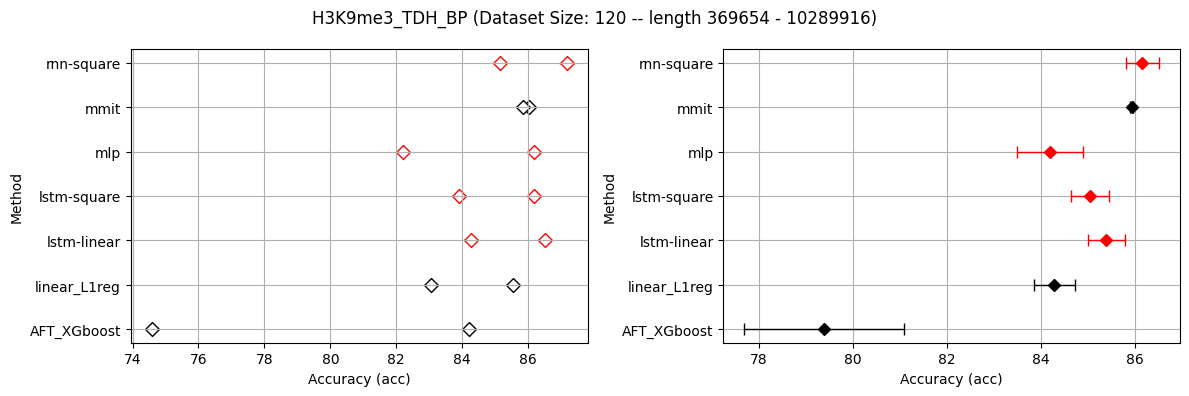 H3K9me3_TDH_BP (Dataset Size: 120 -- length 369654 - 10289916)
Method
rnn-square
mmit
mlp
lstm-square
lstm-linear
linear_L1reg
AFT_XGboost
74 76 78 80 82 84 86
Accuracy (acc)
Method
rnn-square
mmit
mlp
lstm-square
lstm-linear
linear_L1reg
AFT_XGboost
78 80 82 84 86
Accuracy (acc)